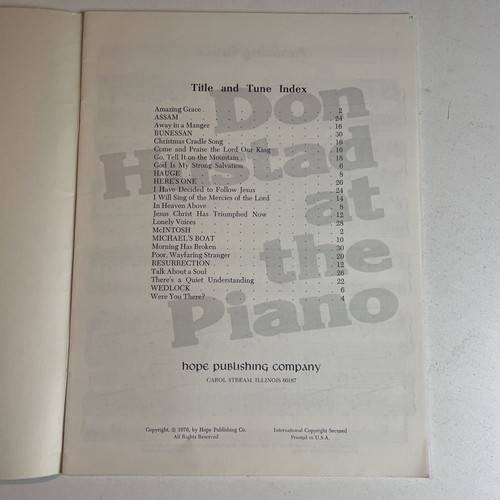 Title and Tune Index
Don
Hustad
at
the
Piano
Amazing Grace . . . . . 2
ASSAM . . . . . 24
Away in a Manger . . . . . 16
BUNESSAN . . . . . 30
Christmas Cradle Song . . . . . 16
Come and Praise the Lord Our King . . . . . 10
Go, Tell It on the Mountain . . . . . 18
God Is My Strong Salvation . . . . . 6
HAUGE . . . . . 8
HERE'S ONE . . . . . 26
I Have Decided to Follow Jesus . . . . . 24
I Will Sing of the Mercies of the Lord . . . . . 14
In Heaven Above . . . . . 8
Jesus Christ Has Triumphed Now . . . . . 12
Lonely Voices . . . . . 28
McINTOSH . . . . . 2
MICHAEL'S BOAT . . . . . 10
Morning Has Broken . . . . . 30
Poor, Wayfaring Stranger . . . . . 20
RESURRECTION . . . . . 12
Talk About a Soul . . . . . 26
There's a Quiet Understanding . . . . . 22
WEDLOCK . . . . . 6
Were You There? . . . . . 4
hope publishing company
CAROL STREAM, ILLINOIS 60187
Copyright, © 1976, by Hope Publishing Co.
All Rights Reserved
International Copyright Secured
Printed in U.S.A.